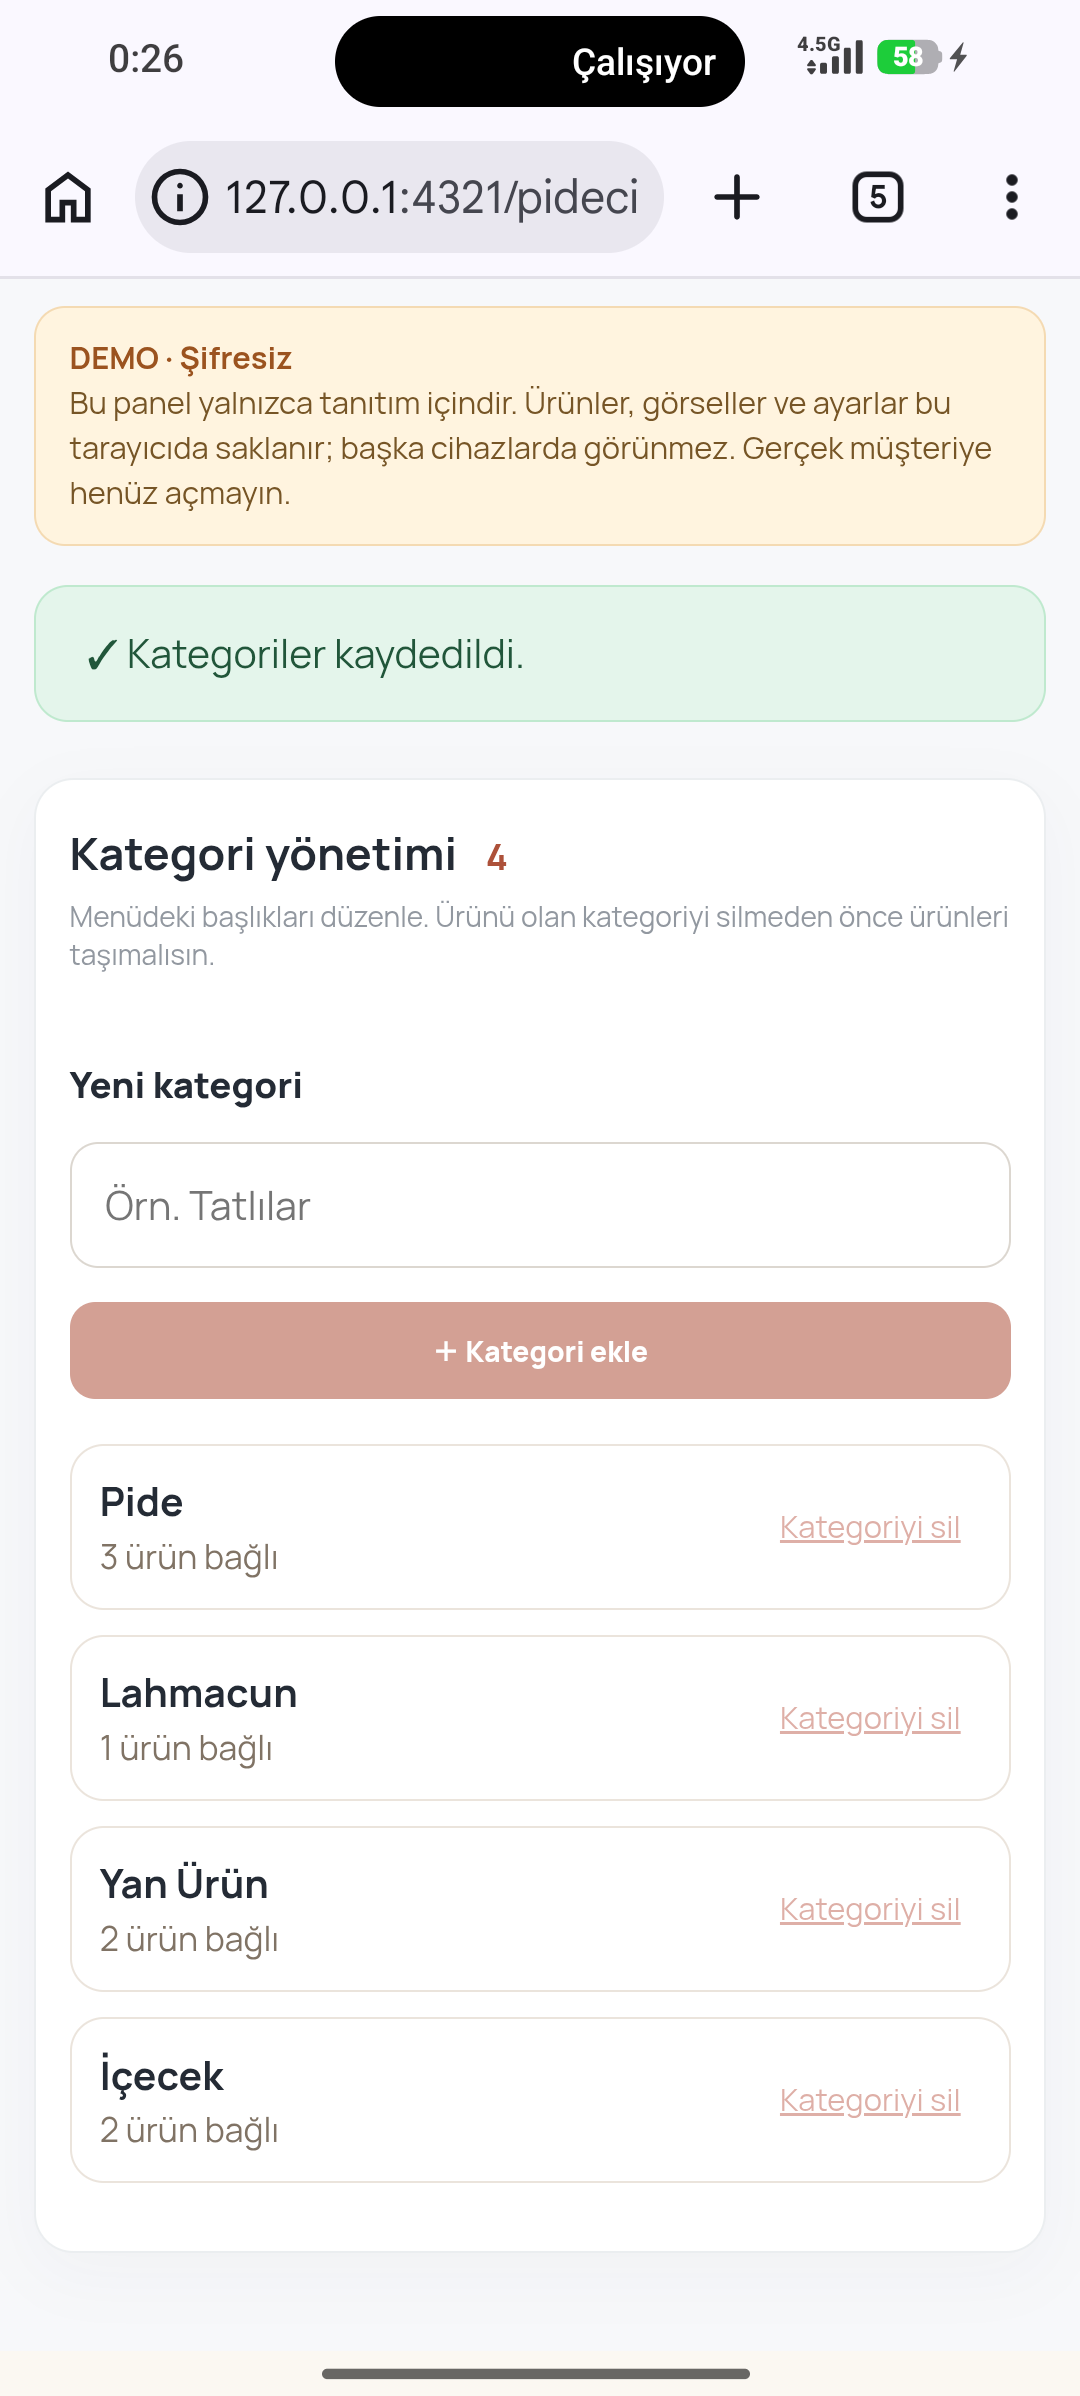 0:26
Çalışıyor
4.5G
58
127.0.0.1:4321/pideci
5
DEMO · Şifresiz
Bu panel yalnızca tanıtım içindir. Ürünler, görseller ve ayarlar bu
tarayıcıda saklanır; başka cihazlarda görünmez. Gerçek müşteriye
henüz açmayın.
✓ Kategoriler kaydedildi.
Kategori yönetimi 4
Menüdeki başlıkları düzenle. Ürünü olan kategoriyi silmeden önce ürünleri
taşımalısın.
Yeni kategori
Örn. Tatlılar
+ Kategori ekle
Pide
3 ürün bağlı
Kategoriyi sil
Lahmacun
1 ürün bağlı
Kategoriyi sil
Yan Ürün
2 ürün bağlı
Kategoriyi sil
İçecek
2 ürün bağlı
Kategoriyi sil